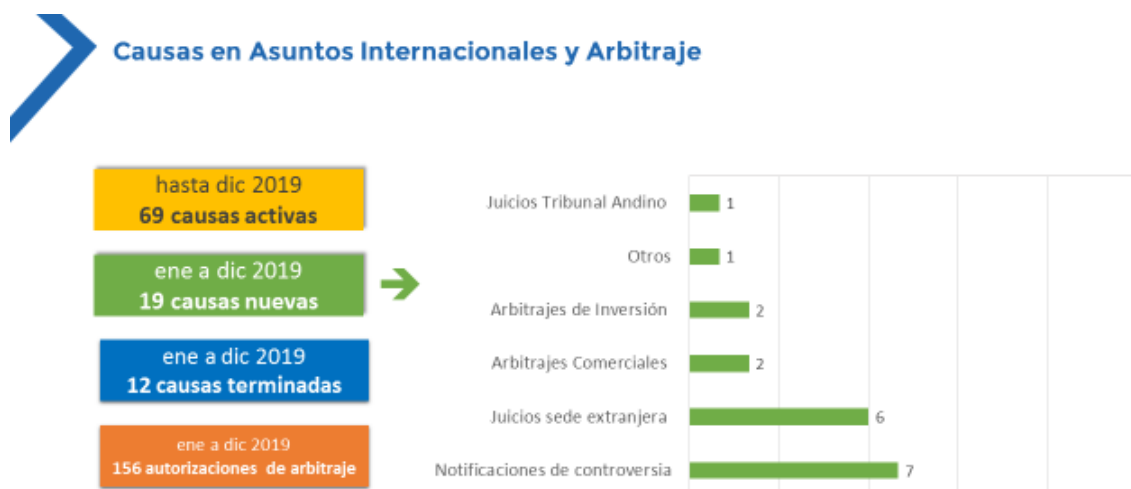 Causas en Asuntos Internacionales y Arbitraje
hasta dic 2019
69 causas activas
ene a dic 2019
19 causas nuevas
ene a dic 2019
12 causas terminadas
ene a dic 2019
156 autorizaciones de arbitraje
Juicios Tribunal Andino 1
Otros 1
Arbitrajes de Inversión 2
Arbitrajes Comerciales 2
Juicios sede extranjera 6
Notificaciones de controversia 7